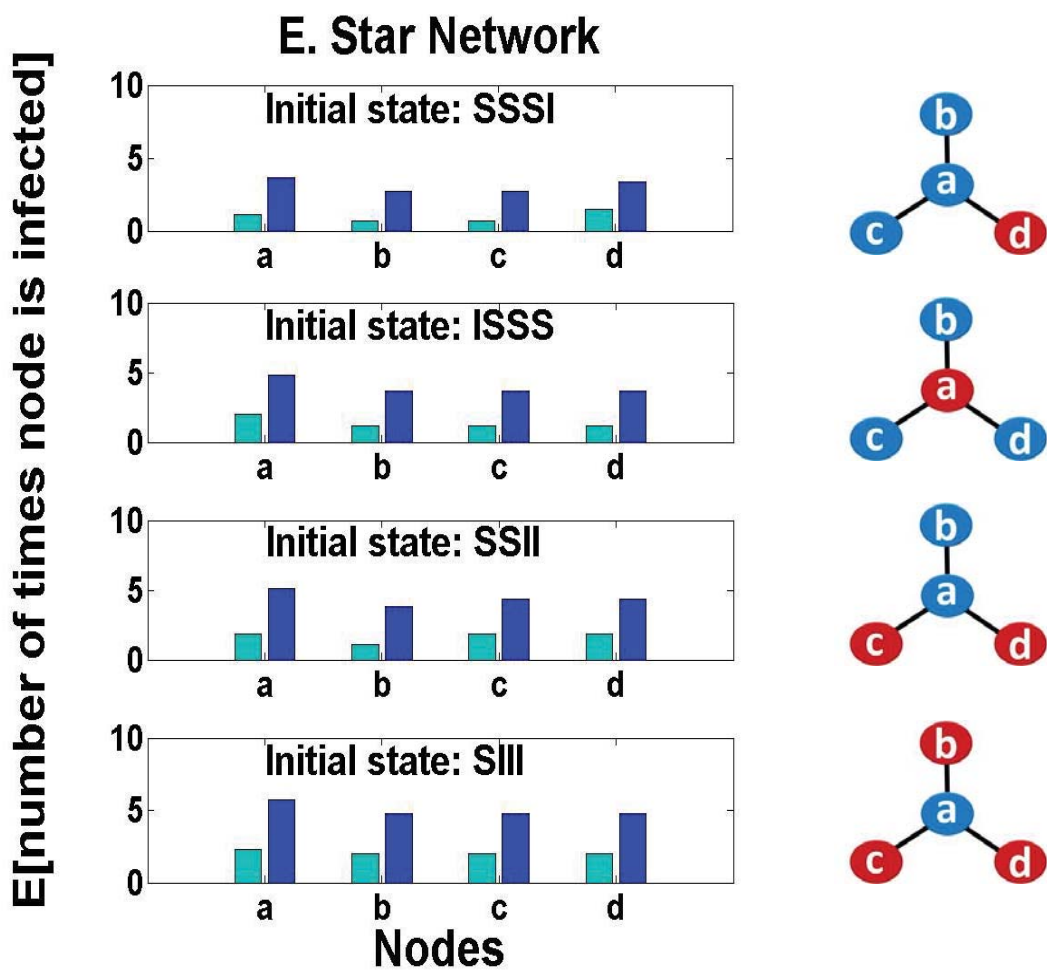 E. Star Network
E[number of times node is infected]
10
5
0
Initial state: SSSI
a b c d
b
a
c d
10
5
0
Initial state: ISSS
a b c d
b
a
c d
10
5
0
Initial state: SSII
a b c d
b
a
c d
10
5
0
Initial state: SIII
a b c d
b
a
c d
Nodes